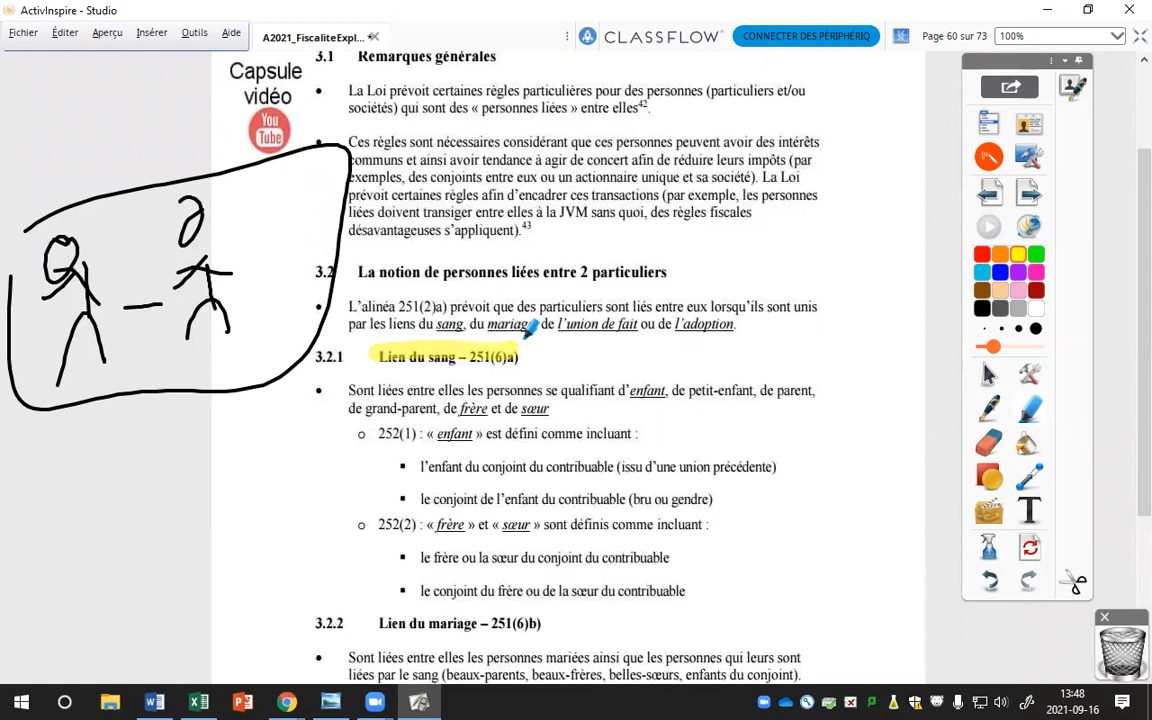 ActivInspire - Studio
Fichier Éditer Aperçu Insérer Outils Aide
A2021_FiscaliteExpl...
CLASSFLOW
CONNECTER DES PÉRIPHÉRIQ
Page 60 sur 73
100%
Capsule
vidéo
You
Tube
3.1 Remarques générales
• La Loi prévoit certaines règles particulières pour des personnes (particuliers et/ou
sociétés) qui sont des « personnes liées » entre elles42.
Ces règles sont nécessaires considérant que ces personnes peuvent avoir des intérêts
communs et ainsi avoir tendance à agir de concert afin de réduire leurs impôts (par
exemples, des conjoints entre eux ou un actionnaire unique et sa société). La Loi
prévoit certaines règles afin d'encadrer ces transactions (par exemple, les personnes
liées doivent transiger entre elles à la JVM sans quoi, des règles fiscales
désavantageuses s'appliquent).43
3.2 La notion de personnes liées entre 2 particuliers
• L'alinéa 251(2)a) prévoit que des particuliers sont liés entre eux lorsqu'ils sont unis
par les liens du sang, du mariage de l'union de fait ou de l'adoption.
3.2.1 Lien du sang – 251(6)a)
• Sont liées entre elles les personnes se qualifiant d'enfant, de petit-enfant, de parent,
de grand-parent, de frère et de sœur
o 252(1) : « enfant » est défini comme incluant :
▪ l'enfant du conjoint du contribuable (issu d'une union précédente)
▪ le conjoint de l'enfant du contribuable (bru ou gendre)
o 252(2) : « frère » et « sœur » sont définis comme incluant :
▪ le frère ou la sœur du conjoint du contribuable
▪ le conjoint du frère ou de la sœur du contribuable
3.2.2 Lien du mariage – 251(6)b)
• Sont liées entre elles les personnes mariées ainsi que les personnes qui leurs sont
liées par le sang (beaux-parents, beaux-frères, belles-sœurs, enfants du conjoint).
13:48
2021-09-16